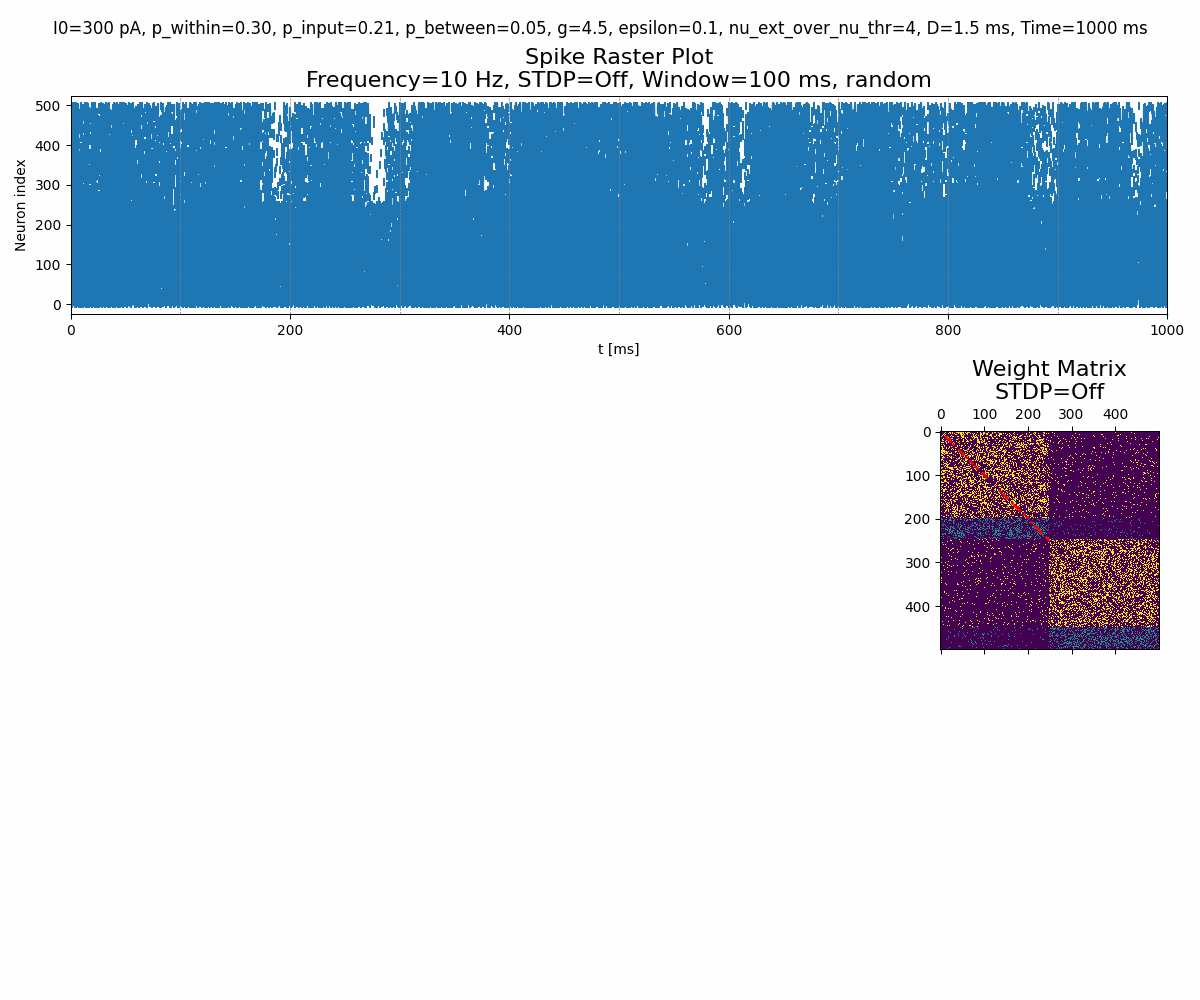 I0=300 pA, p_within=0.30, p_input=0.21, p_between=0.05, g=4.5, epsilon=0.1, nu_ext_over_nu_thr=4, D=1.5 ms, Time=1000 ms
Spike Raster Plot
Frequency=10 Hz, STDP=Off, Window=100 ms, random
500
400
300
200
100
0
Neuron index
0 200 400 600 800 1000
t [ms]
Weight Matrix
STDP=Off
0 100 200 300 400
0
100
200
300
400